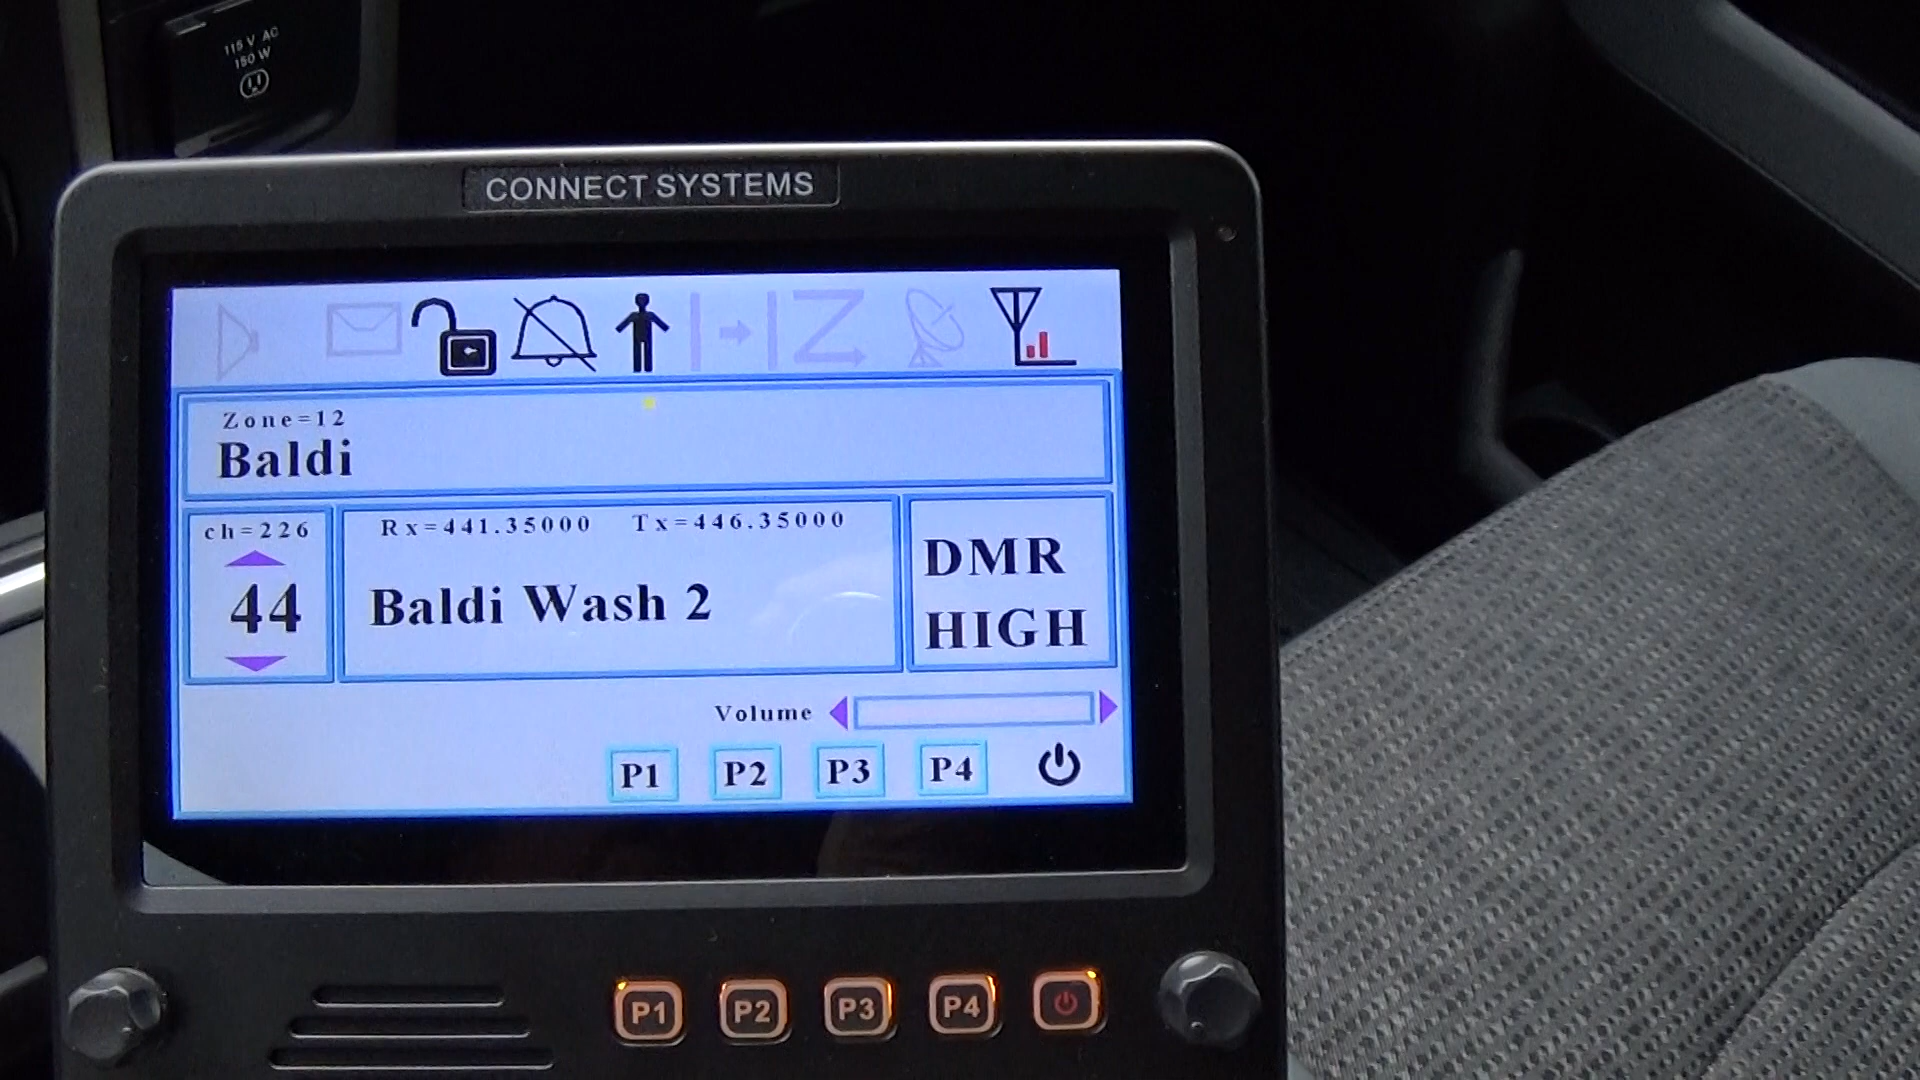 115 V AC
150 W
CONNECT SYSTEMS
Zone=12
Baldi
ch=226
44
Rx=441.35000 Tx=446.35000
Baldi Wash 2
DMR
HIGH
Volume
P1 P2 P3 P4
P1 P2 P3 P4